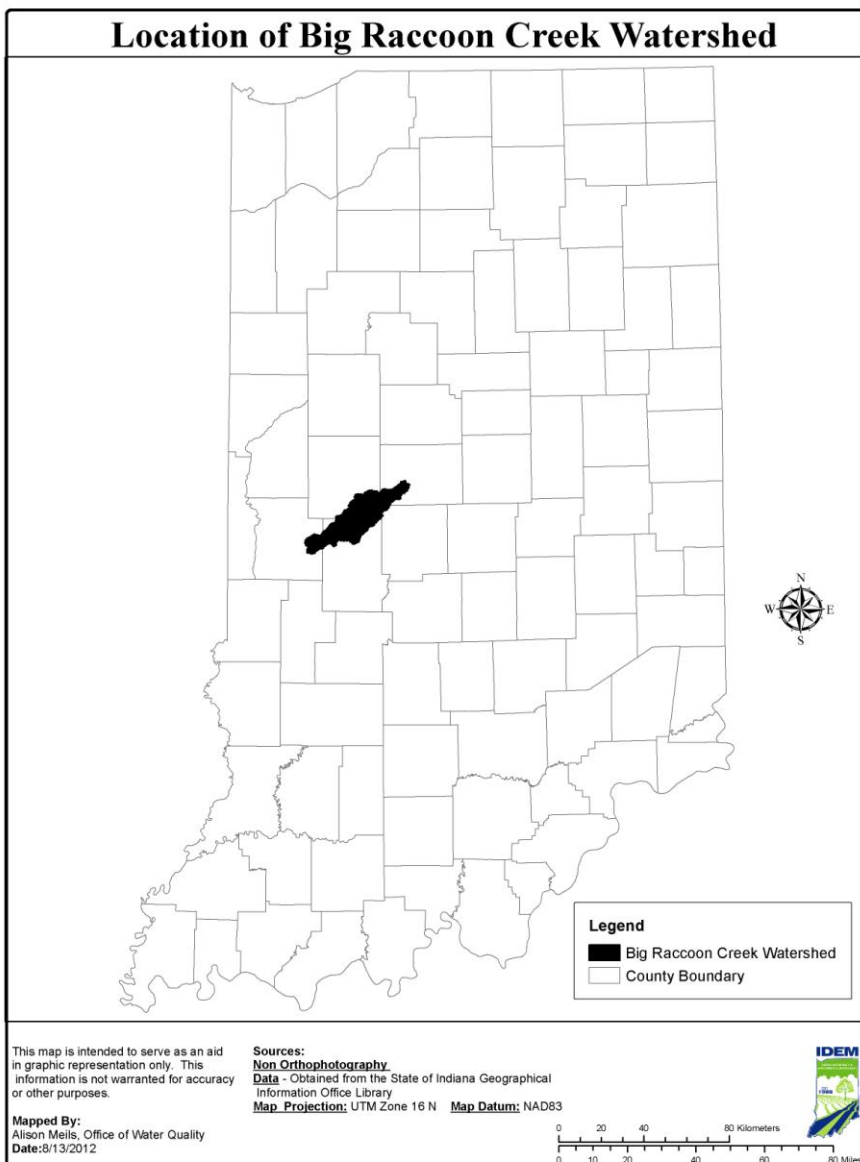 Location of Big Raccoon Creek Watershed
N
W E
S
Legend
Big Raccoon Creek Watershed
County Boundary
This map is intended to serve as an aid
in graphic representation only. This
information is not warranted for accuracy
or other purposes.
Mapped By:
Alison Meils, Office of Water Quality
Date:8/13/2012
Sources:
Non Orthophotography
Data - Obtained from the State of Indiana Geographical
Information Office Library
Map Projection: UTM Zone 16 N Map Datum: NAD83
IDEM
0 20 40 80 Kilometers
0 10 20 40 60 80 Miles